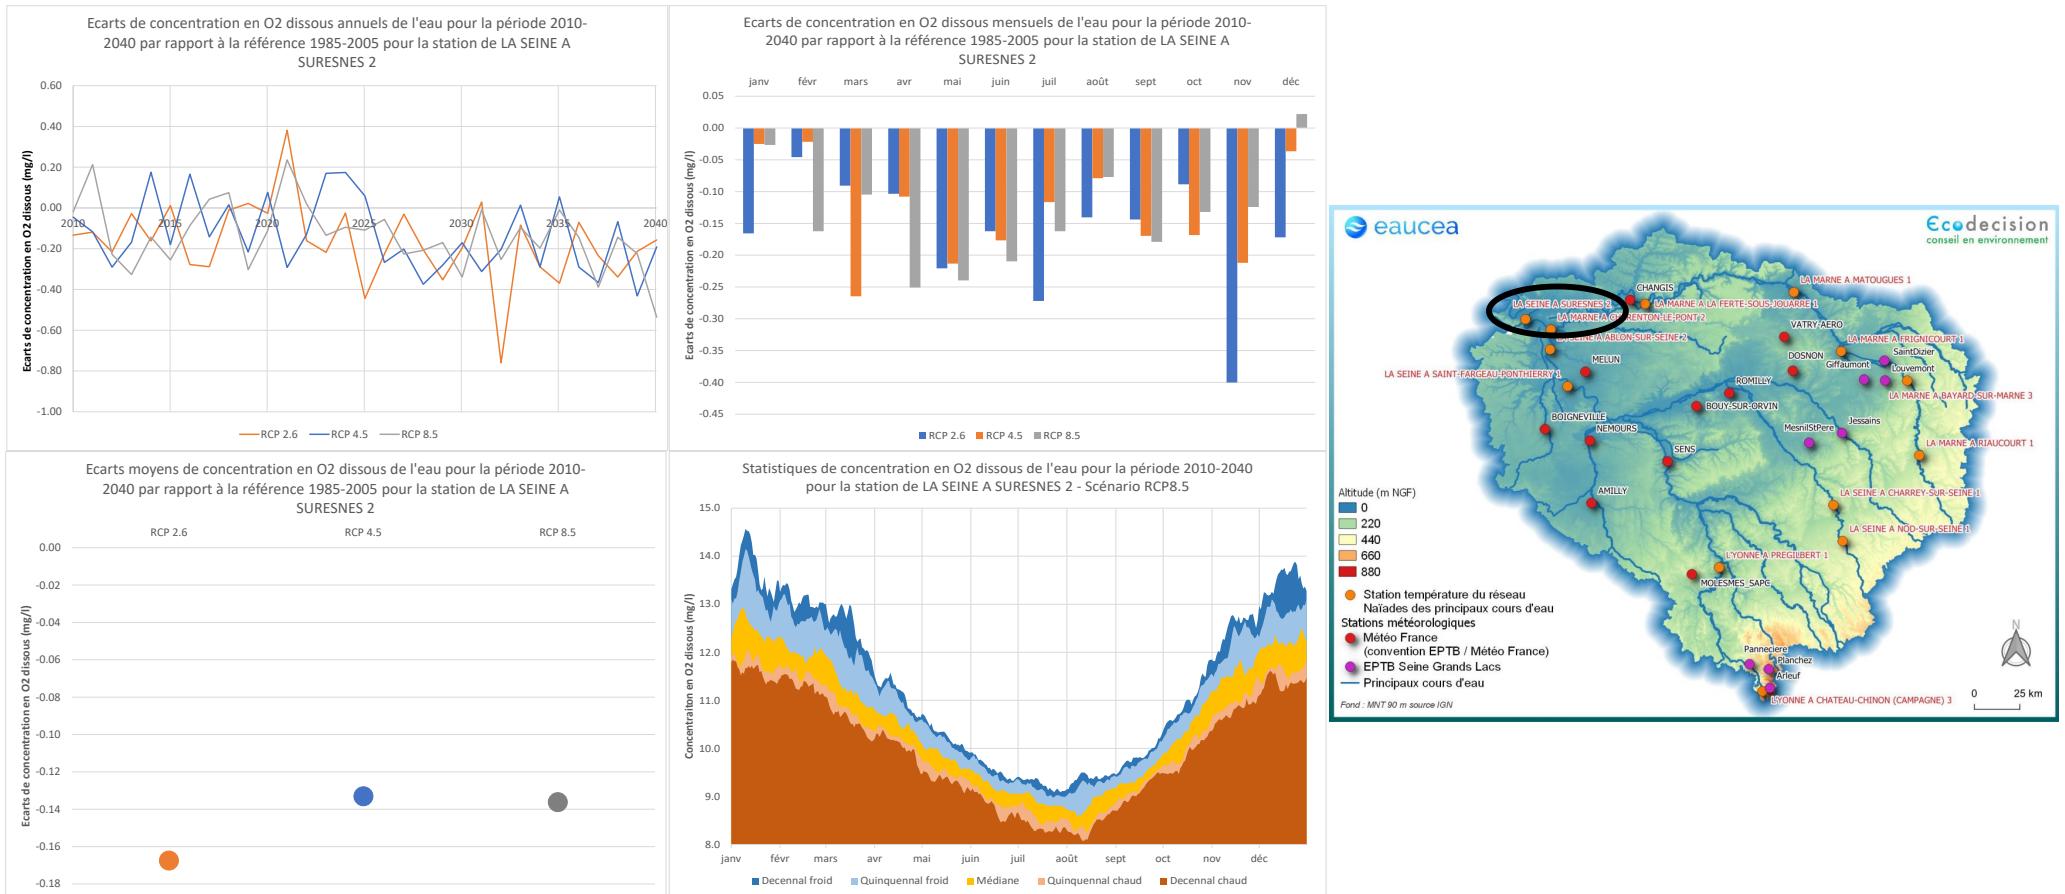 Ecarts de concentration en O2 dissous annuels de l'eau pour la période 2010-
2040 par rapport à la référence 1985-2005 pour la station de LA SEINE A
SURESNES 2
Ecarts de concentration en O2 dissous (mg/l)
0.60
0.40
0.20
0.00
-0.20
-0.40
-0.60
-0.80
-1.00
2010 2015 2020 2025 2030 2035 2040
RCP 2.6 RCP 4.5 RCP 8.5
Ecarts de concentration en O2 dissous mensuels de l'eau pour la période 2010-
2040 par rapport à la référence 1985-2005 pour la station de LA SEINE A
SURESNES 2
janv févr mars avr mai juin juil août sept oct nov déc
Ecarts de concentration en O2 dissous (mg/l)
0.05
0.00
-0.05
-0.10
-0.15
-0.20
-0.25
-0.30
-0.35
-0.40
-0.45
RCP 2.6 RCP 4.5 RCP 8.5
Ecarts moyens de concentration en O2 dissous de l'eau pour la période 2010-
2040 par rapport à la référence 1985-2005 pour la station de LA SEINE A
SURESNES 2
RCP 2.6 RCP 4.5 RCP 8.5
Ecarts de concentration en O2 dissous (mg/l)
0.00
-0.02
-0.04
-0.06
-0.08
-0.10
-0.12
-0.14
-0.16
-0.18
Statistiques de concentration en O2 dissous de l'eau pour la période 2010-2040
pour la station de LA SEINE A SURESNES 2 - Scénario RCP8.5
Concentraiton en O2 dissous (mg/l)
15.0
14.0
13.0
12.0
11.0
10.0
9.0
8.0
janv févr mars avr mai juin juil août sept oct nov déc
Decennal froid Quinquennal froid Médiane Quinquennal chaud Decennal chaud
eaucea
Ecodecision
conseil en environnement
LA MARNE A MATOUGUES 1
CHANGIS
LA SEINE A SURESNES 2
LA MARNE A LA FERTE-SOUS-JOUARRE 1
LA MARNE A CHARENTON-LE-PONT 2
VATRY-AERO
LA SEINE A ABLON-SUR-SEINE 2
LA MARNE A FRIGNICOURT 1
SaintDizier
MELUN
DOSNON
Giffaumont
Louvemont
LA SEINE A SAINT-FARGEAU-PONTHIERRY 1
ROMILLY
LA MARNE A BAYARD-SUR-MARNE 3
BOUY-SUR-ORVIN
BOIGNEVILLE
Jessains
NEMOURS
MesnilStPere
LA MARNE A RIAUCOURT 1
SENS
AMILLY
LA SEINE A CHARREY-SUR-SEINE 1
LA SEINE A NOD-SUR-SEINE 1
L'YONNE A PREGILBERT 1
MOLESMES_SAPC
Panneciere
Planchez
Arleuf
L'YONNE A CHATEAU-CHINON (CAMPAGNE) 3
Altitude (m NGF)
0
220
440
660
880
Station température du réseau
Naïades des principaux cours d'eau
Stations météorologiques
Météo France
(convention EPTB / Météo France)
EPTB Seine Grands Lacs
Principaux cours d'eau
Fond : MNT 90 m source IGN
N
0 25 km